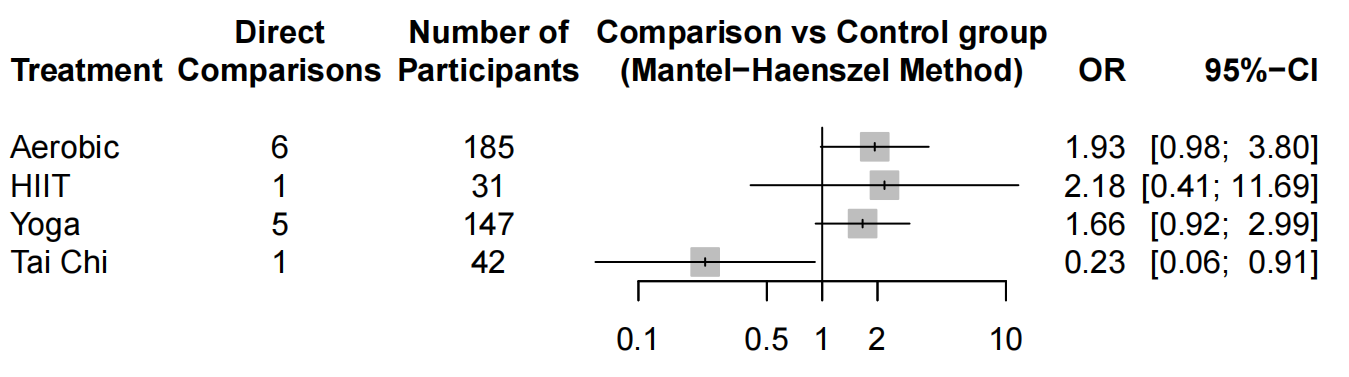 Direct Number of Comparison vs Control group
Treatment Comparisons Participants (Mantel−Haenszel Method) OR 95%−CI
Aerobic 6 185 1.93 [0.98; 3.80]
HIIT 1 31 2.18 [0.41; 11.69]
Yoga 5 147 1.66 [0.92; 2.99]
Tai Chi 1 42 0.23 [0.06; 0.91]
0.1 0.5 1 2 10